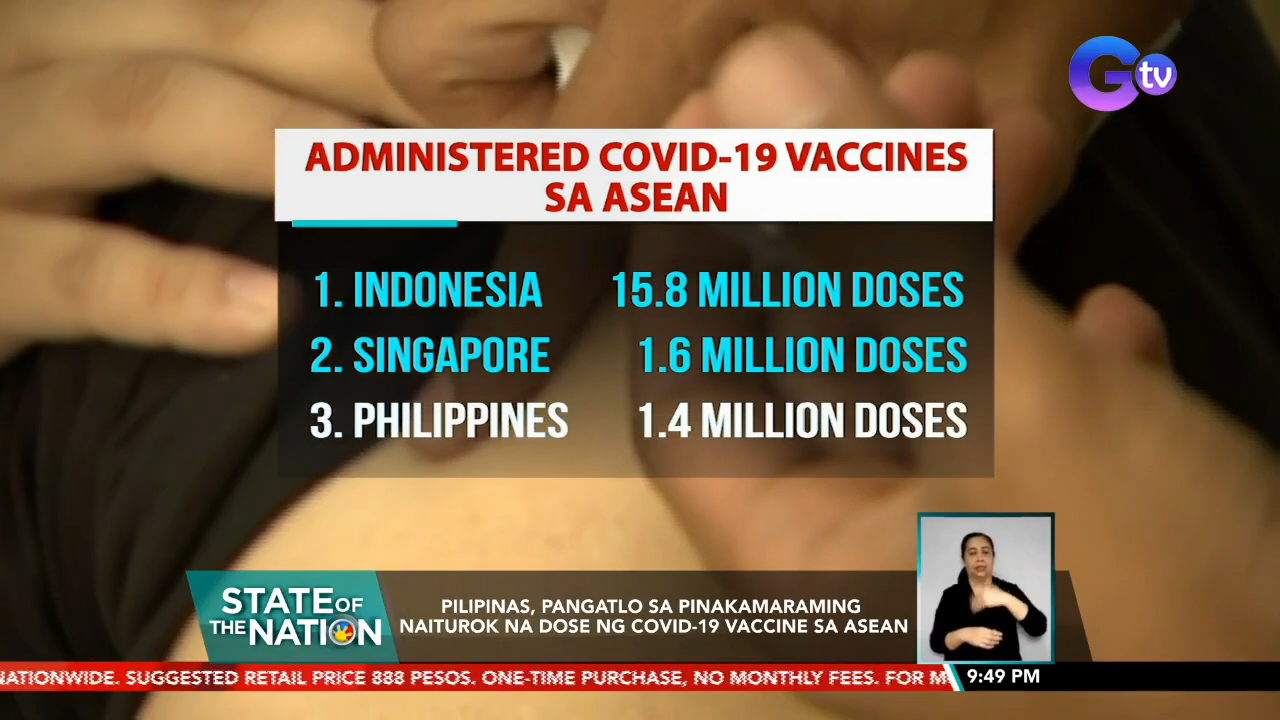 Gtv
ADMINISTERED COVID-19 VACCINES
SA ASEAN
1. INDONESIA 15.8 MILLION DOSES
2. SINGAPORE 1.6 MILLION DOSES
3. PHILIPPINES 1.4 MILLION DOSES
STATE OF
THE NATION
PILIPINAS, PANGATLO SA PINAKAMARAMING
NAITUROK NA DOSE NG COVID-19 VACCINE SA ASEAN
NATIONWIDE. SUGGESTED RETAIL PRICE 888 PESOS. ONE-TIME PURCHASE, NO MONTHLY FEES. FOR
9:49 PM